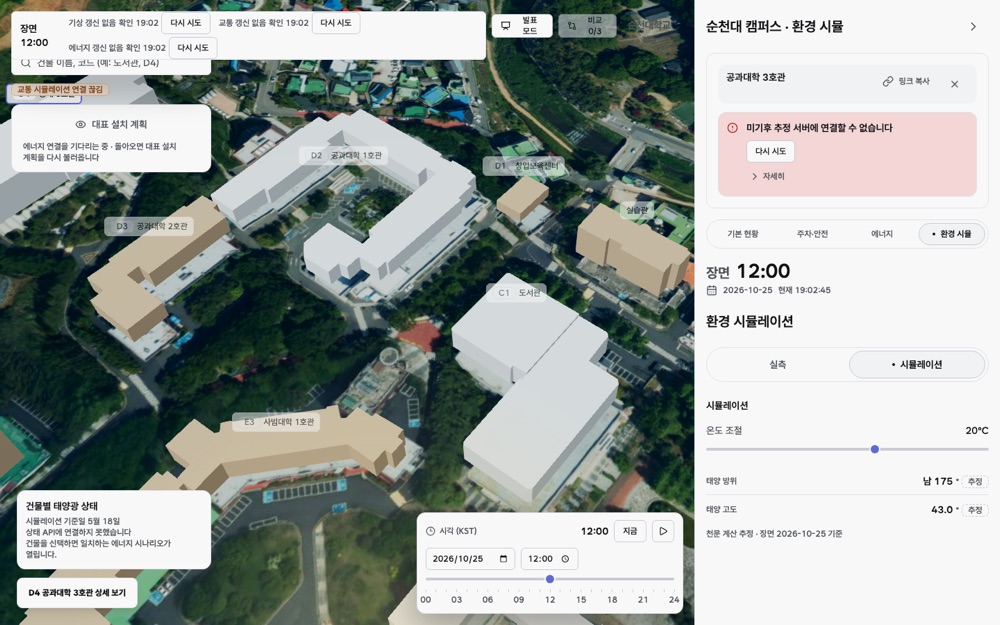 장면
12:00
기상 갱신 없음 확인 19:02 다시 시도 교통 갱신 없음 확인 19:02 다시 시도
에너지 갱신 없음 확인 19:02 다시 시도
발표 모드
비교 0/3
건물 이름, 코드 (예: 도서관, D4)
교통 시뮬레이션 연결 끊김
대표 설치 계획
에너지 연결을 기다리는 중 · 돌아오면 대표 설치
계획을 다시 불러옵니다
D2 공과대학 1호관
D1 창업보육센터
실습관
D3 공과대학 2호관
C1 도서관
E3 사범대학 1호관
건물별 태양광 상태
시뮬레이션 기준일 5월 18일
상태 API에 연결하지 못했습니다
건물을 선택하면 일치하는 에너지 시나리오가
열립니다.
D4 공과대학 3호관 상세 보기
시각 (KST) 12:00 지금
2026/10/25 12:00
00 03 06 09 12 15 18 21 24
순천대 캠퍼스 · 환경 시뮬
공과대학 3호관 링크 복사
미기후 추정 서버에 연결할 수 없습니다
다시 시도
자세히
기본 현황 주차·안전 에너지 • 환경 시뮬
장면 12:00
2026-10-25 현재 19:02:45
환경 시뮬레이션
실측 • 시뮬레이션
시뮬레이션
온도 조절 20°C
태양 방위 남 175 ° 추정
태양 고도 43.0 ° 추정
천문 계산 추정 · 장면 2026-10-25 기준